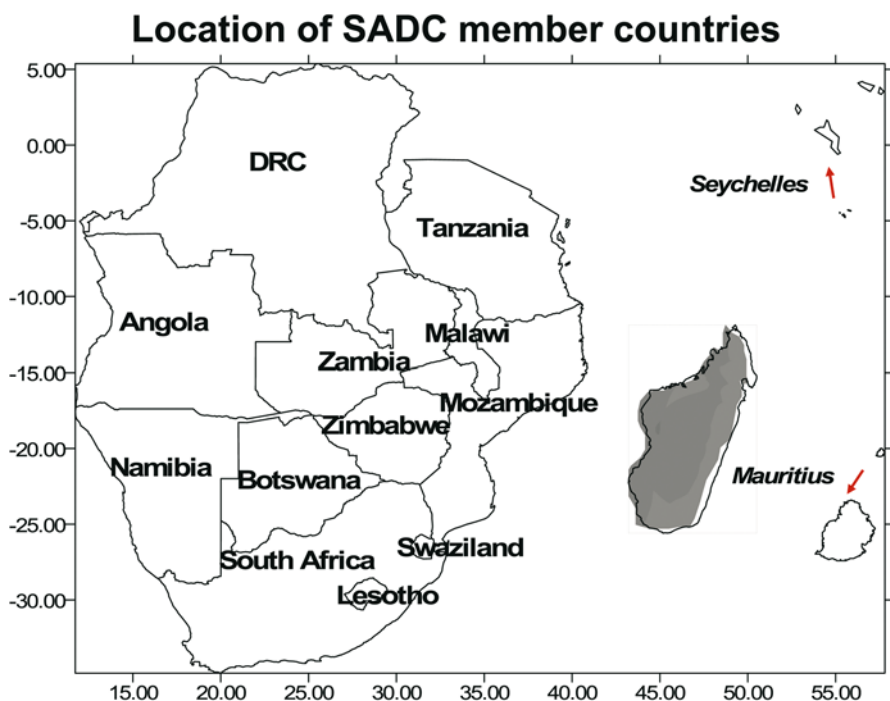 Location of SADC member countries
5.00
0.00
-5.00
-10.00
-15.00
-20.00
-25.00
-30.00
DRC
Seychelles
Tanzania
Angola
Malawi
Zambia
Mozambique
Zimbabwe
Namibia
Botswana
Mauritius
South Africa
Swaziland
Lesotho
15.00 20.00 25.00 30.00 35.00 40.00 45.00 50.00 55.00